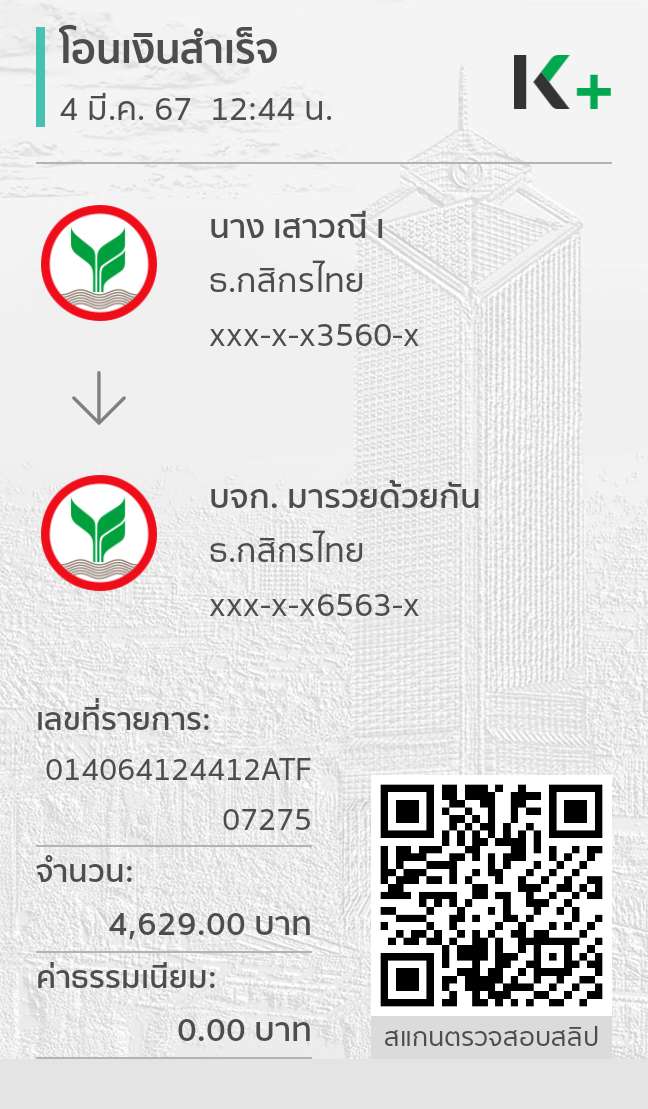 โอนเงินสำเร็จ
4 มี.ค. 67 12:44 น.
K+
นาง เสาวณี เ
ธ.กสิกรไทย
xxx-x-x3560-x
บจก. มารวยด้วยกัน
ธ.กสิกรไทย
xxx-x-x6563-x
เลขที่รายการ:
014064124412ATF
07275
จำนวน:
4,629.00 บาท
ค่าธรรมเนียม:
0.00 บาท
สแกนตรวจสอบสลิป